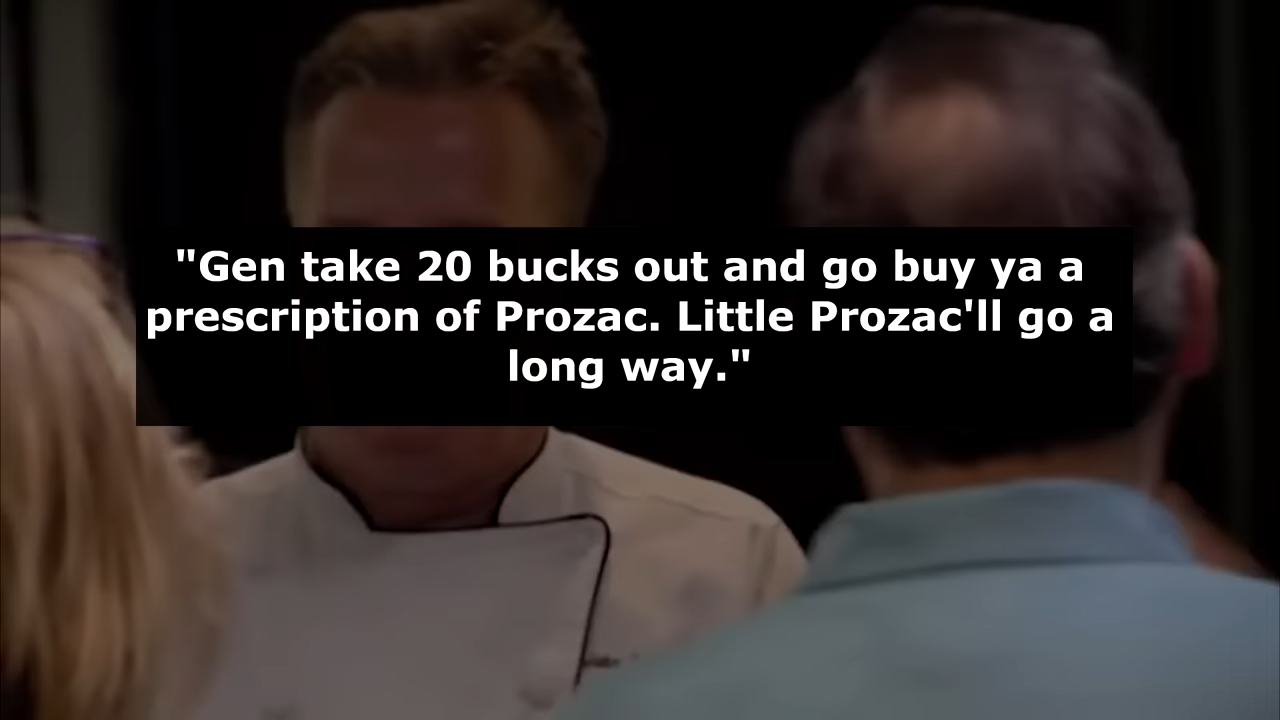 "Gen take 20 bucks out and go buy ya a
prescription of Prozac. Little Prozac'll go a
long way."